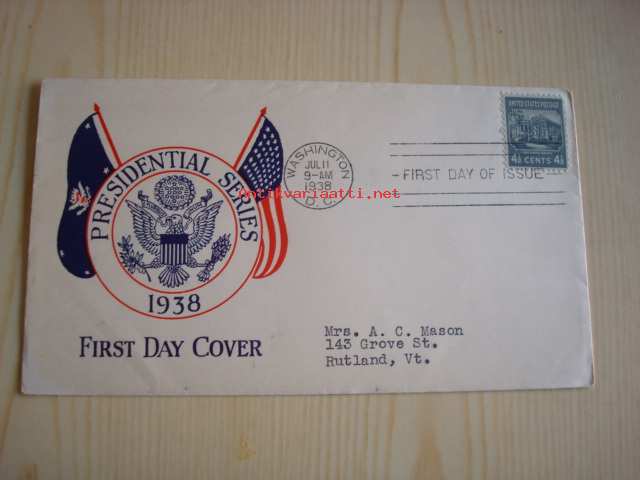 PRESIDENTIAL SERIES
1938
FIRST DAY COVER
WASHINGTON
JUL 11
9-AM
1938
D.C.
FIRST DAY OF ISSUE
UNITED STATES POSTAGE
4½ CENTS 4½
Antikvariaatti.net
Mrs. A. C. Mason
143 Grove St.
Rutland, Vt.